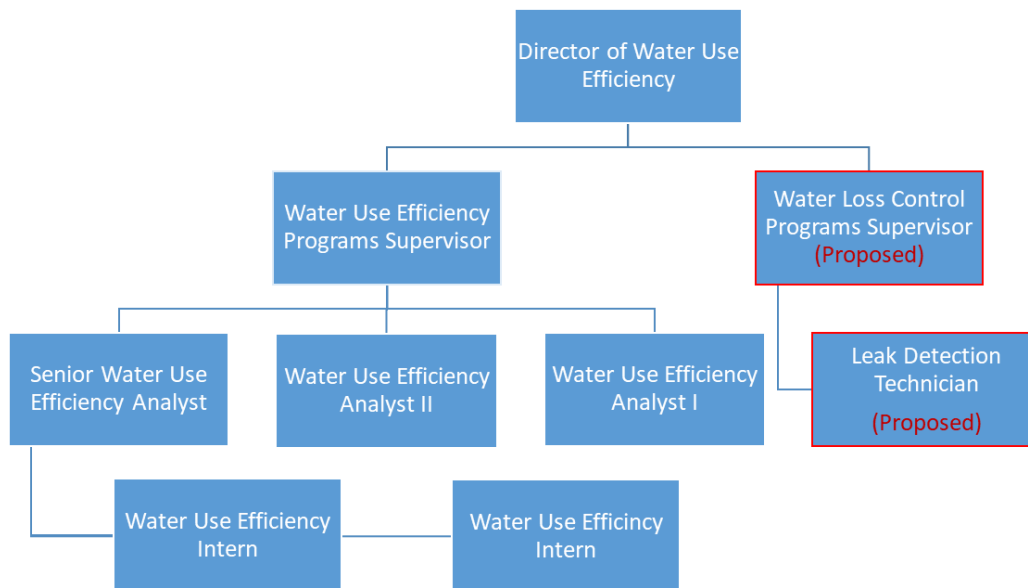 Director of Water Use
Efficiency
Water Use Efficiency
Programs Supervisor
Water Loss Control
Programs Supervisor
(Proposed)
Senior Water Use
Efficiency Analyst
Water Use Efficiency
Analyst II
Water Use Efficiency
Analyst I
Leak Detection
Technician
(Proposed)
Water Use Efficiency
Intern
Water Use Efficincy
Intern